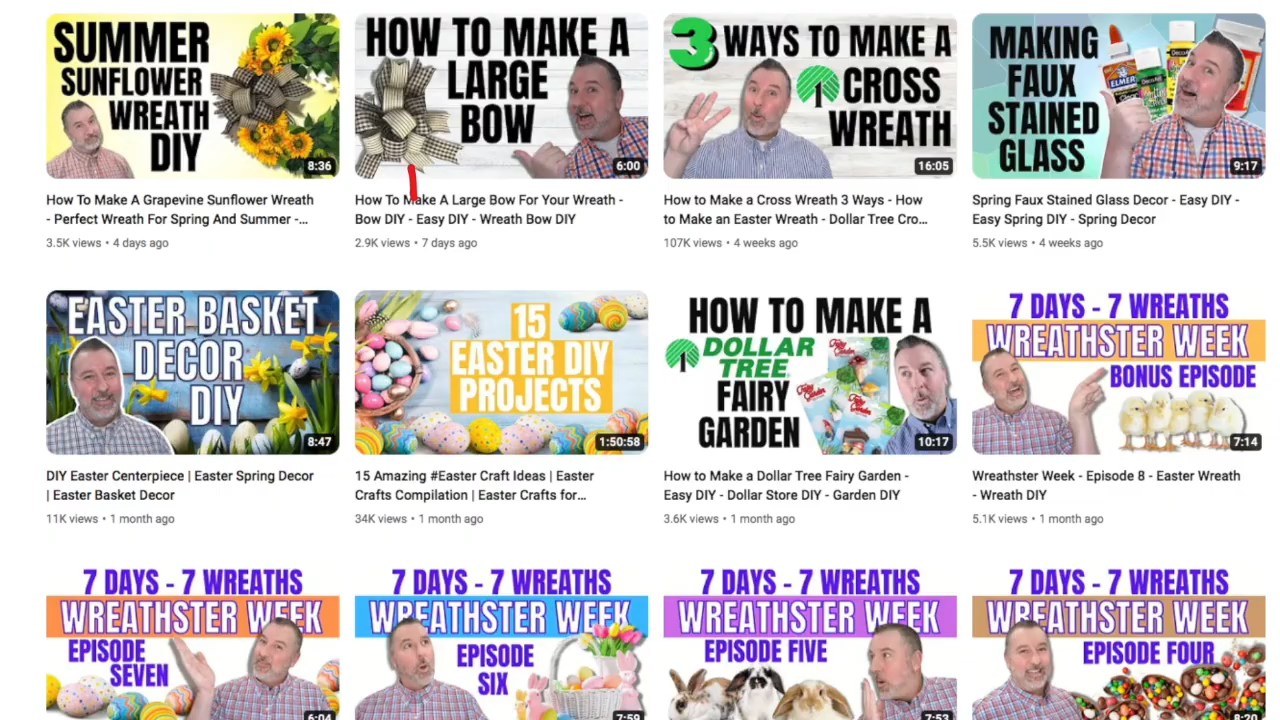 SUMMER
SUNFLOWER
WREATH
DIY
8:36
How To Make A Grapevine Sunflower Wreath
- Perfect Wreath For Spring And Summer -...
3.5K views • 4 days ago
HOW TO MAKE A
LARGE
BOW
6:00
How To Make A Large Bow For Your Wreath -
Bow DIY - Easy DIY - Wreath Bow DIY
2.9K views • 7 days ago
3 WAYS TO MAKE A
CROSS
WREATH
16:05
How to Make a Cross Wreath 3 Ways - How
to Make an Easter Wreath - Dollar Tree Cro...
107K views • 4 weeks ago
MAKING
FAUX
STAINED
GLASS
ELMER
9:17
Spring Faux Stained Glass Decor - Easy DIY -
Easy Spring DIY - Spring Decor
5.5K views • 4 weeks ago
EASTER BASKET
DECOR
DIY
8:47
DIY Easter Centerpiece | Easter Spring Decor
| Easter Basket Decor
11K views • 1 month ago
15
EASTER DIY
PROJECTS
1:50:58
15 Amazing #Easter Craft Ideas | Easter
Crafts Compilation | Easter Crafts for...
34K views • 1 month ago
HOW TO MAKE A
DOLLAR
TREE
FAIRY
GARDEN
10:17
How to Make a Dollar Tree Fairy Garden -
Easy DIY - Dollar Store DIY - Garden DIY
3.6K views • 1 month ago
7 DAYS - 7 WREATHS
WREATHSTER WEEK
BONUS EPISODE
7:14
Wreathster Week - Episode 8 - Easter Wreath
- Wreath DIY
5.1K views • 1 month ago
7 DAYS - 7 WREATHS
WREATHSTER WEEK
EPISODE
SEVEN
6:04
7 DAYS - 7 WREATHS
WREATHSTER WEEK
EPISODE
SIX
7:59
7 DAYS - 7 WREATHS
WREATHSTER WEEK
EPISODE FIVE
7:53
7 DAYS - 7 WREATHS
WREATHSTER WEEK
EPISODE FOUR
8:20